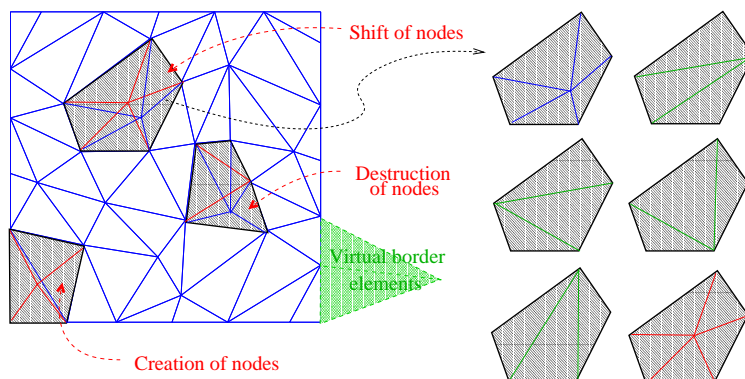 Shift of nodes
Destruction
of nodes
Virtual border
elements
Creation of nodes